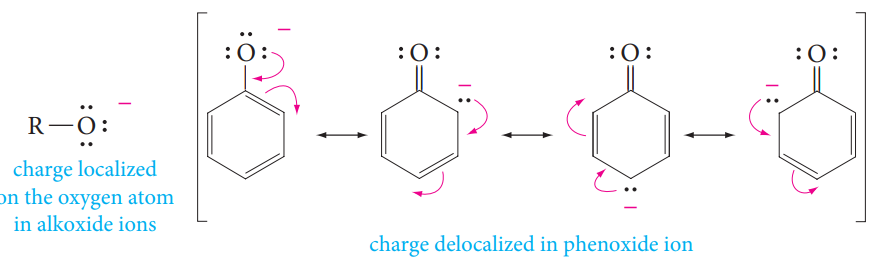 R—Ö:⁻
charge localized
on the oxygen atom
in alkoxide ions
:Ö:⁻
:O:
:O:
:O:
charge delocalized in phenoxide ion